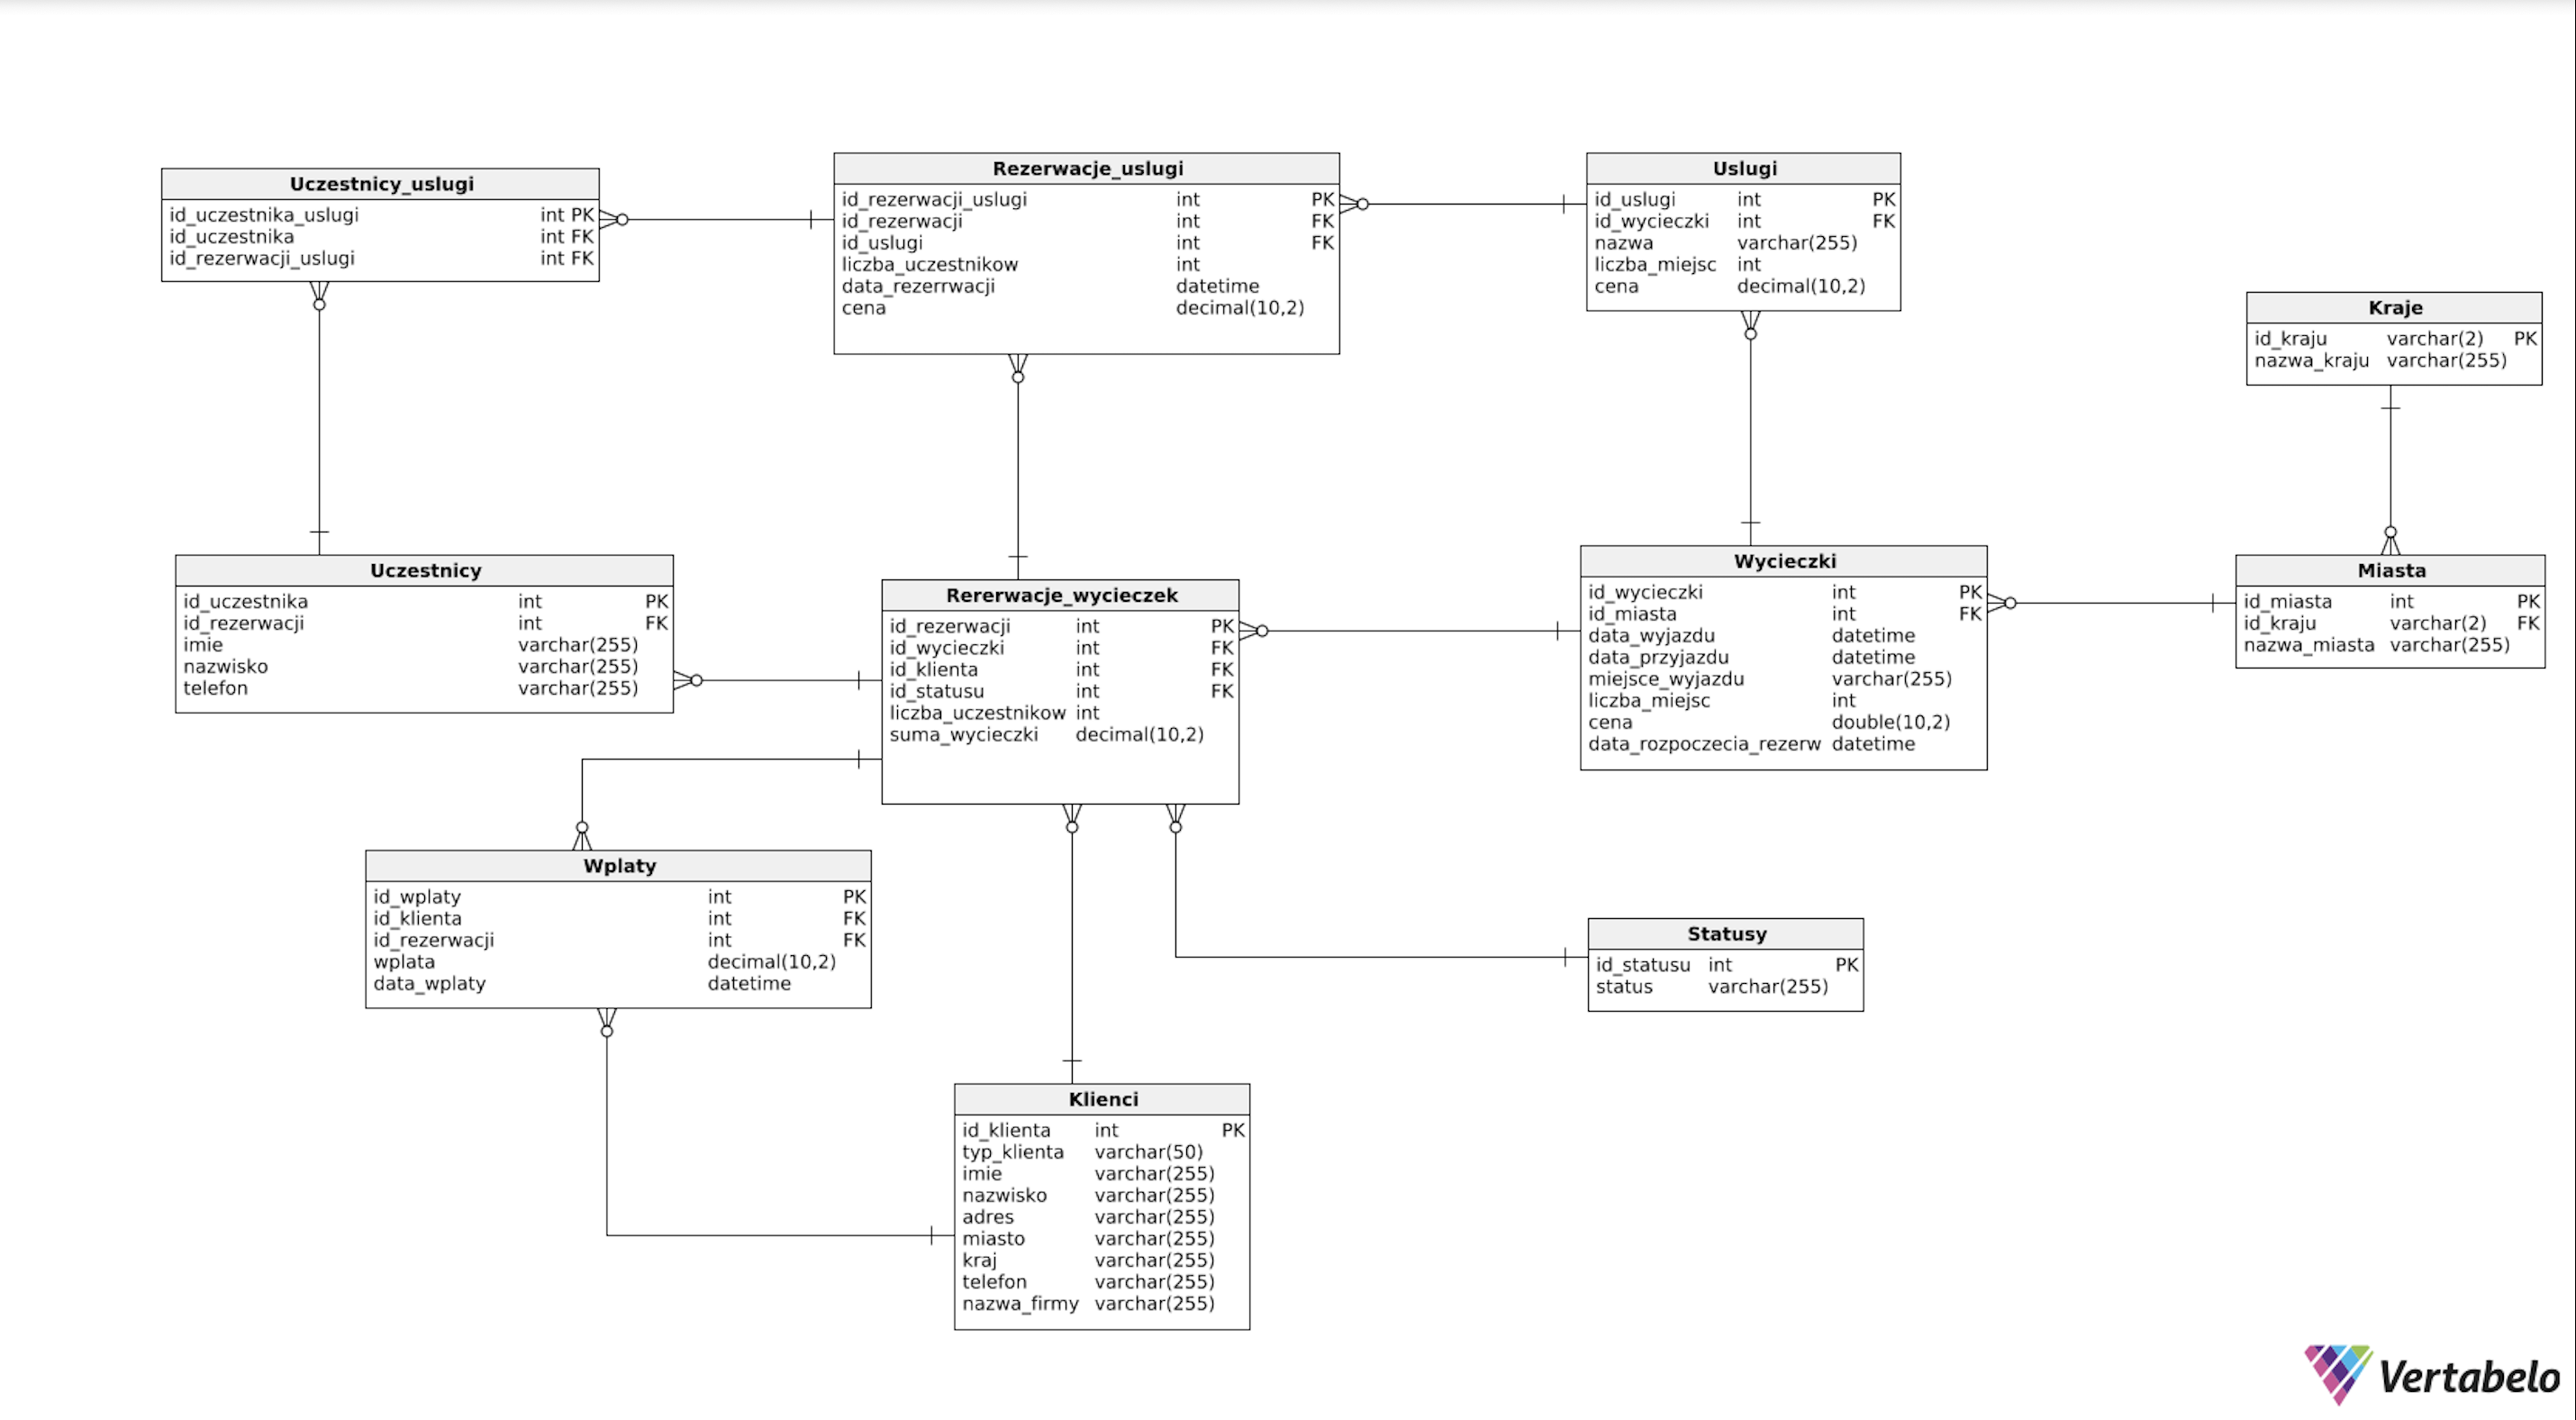 Uczestnicy_uslugi
id_uczestnika_uslugi int PK
id_uczestnika int FK
id_rezerwacji_uslugi int FK
Rezerwacje_uslugi
id_rezerwacji_uslugi int PK
id_rezerwacji int FK
id_uslugi int FK
liczba_uczestnikow int
data_rezerrwacji datetime
cena decimal(10,2)
Uslugi
id_uslugi int PK
id_wycieczki int FK
nazwa varchar(255)
liczba_miejsc int
cena decimal(10,2)
Kraje
id_kraju varchar(2) PK
nazwa_kraju varchar(255)
Uczestnicy
id_uczestnika int PK
id_rezerwacji int FK
imie varchar(255)
nazwisko varchar(255)
telefon varchar(255)
Rererwacje_wycieczek
id_rezerwacji int PK
id_wycieczki int FK
id_klienta int FK
id_statusu int FK
liczba_uczestnikow int
suma_wycieczki decimal(10,2)
Wycieczki
id_wycieczki int PK
id_miasta int FK
data_wyjazdu datetime
data_przyjazdu datetime
miejsce_wyjazdu varchar(255)
liczba_miejsc int
cena double(10,2)
data_rozpoczecia_rezerw datetime
Miasta
id_miasta int PK
id_kraju varchar(2) FK
nazwa_miasta varchar(255)
Wplaty
id_wplaty int PK
id_klienta int FK
id_rezerwacji int FK
wplata decimal(10,2)
data_wplaty datetime
Statusy
id_statusu int PK
status varchar(255)
Klienci
id_klienta int PK
typ_klienta varchar(50)
imie varchar(255)
nazwisko varchar(255)
adres varchar(255)
miasto varchar(255)
kraj varchar(255)
telefon varchar(255)
nazwa_firmy varchar(255)
Vertabelo